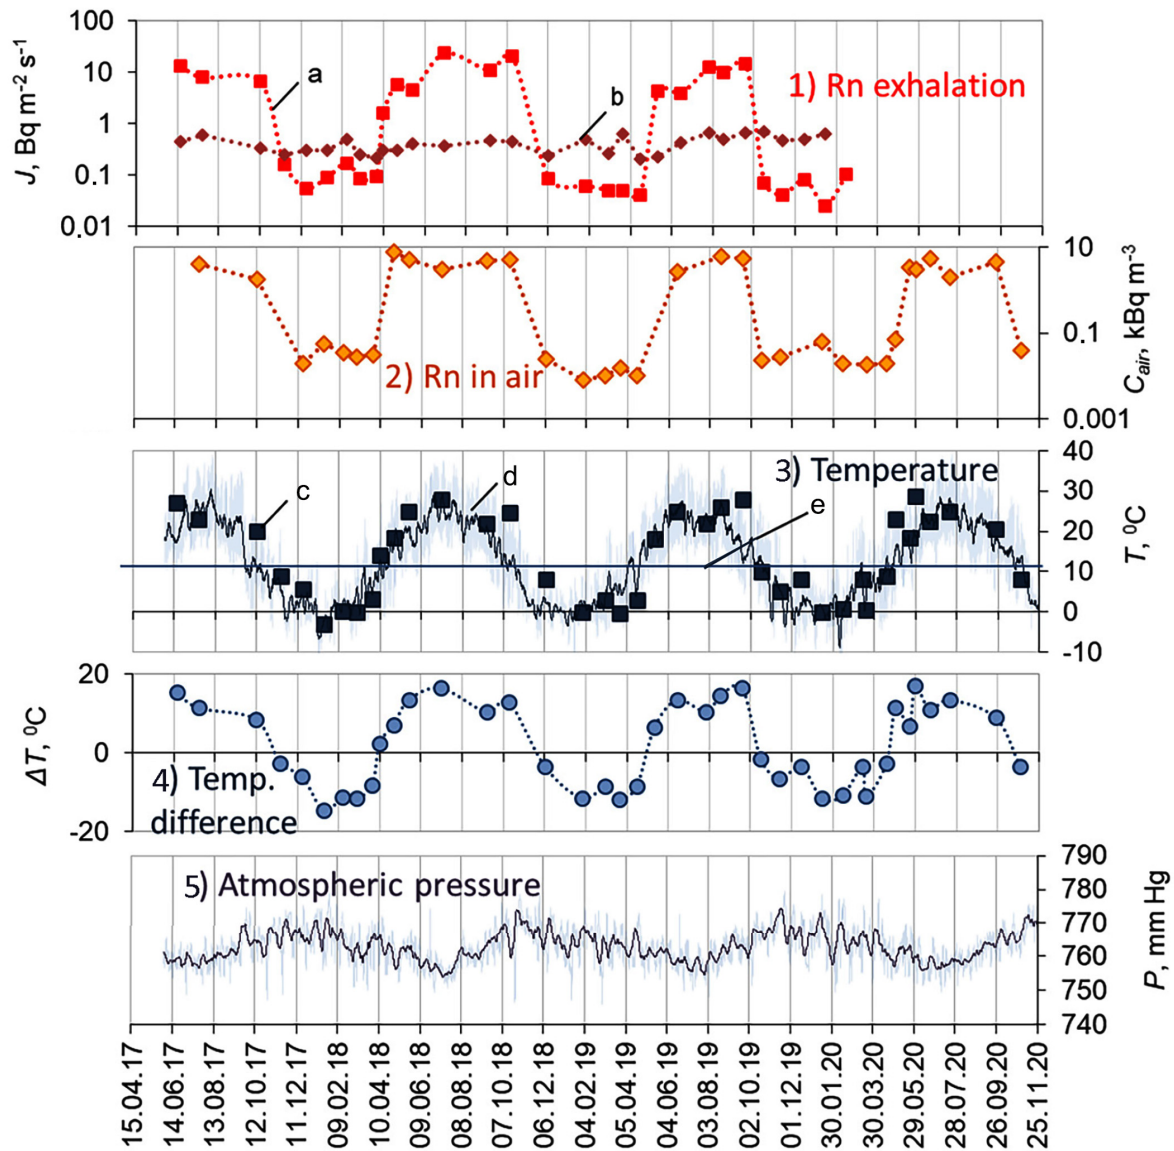 100
10
1
0.1
0.01
J, Bq m-2 s-1
a
b
1) Rn exhalation
10
0.1
0.001
Cair, kBq m-3
2) Rn in air
40
30
20
10
0
-10
T, 0C
c
d
3) Temperature
e
20
0
-20
ΔT, 0C
4) Temp.
difference
790
780
770
760
750
740
P, mm Hg
5) Atmospheric pressure
15.04.17
14.06.17
13.08.17
12.10.17
11.12.17
09.02.18
10.04.18
09.06.18
08.08.18
07.10.18
06.12.18
04.02.19
05.04.19
04.06.19
03.08.19
02.10.19
01.12.19
30.01.20
30.03.20
29.05.20
28.07.20
26.09.20
25.11.20